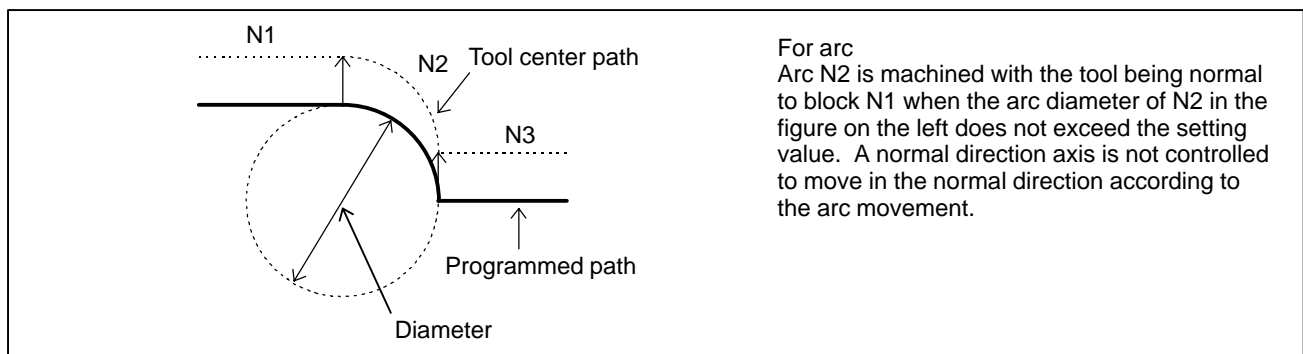 N1
N2
Tool center path
N3
Programmed path
Diameter
For arc
Arc N2 is machined with the tool being normal
to block N1 when the arc diameter of N2 in the
figure on the left does not exceed the setting
value. A normal direction axis is not controlled
to move in the normal direction according to
the arc movement.